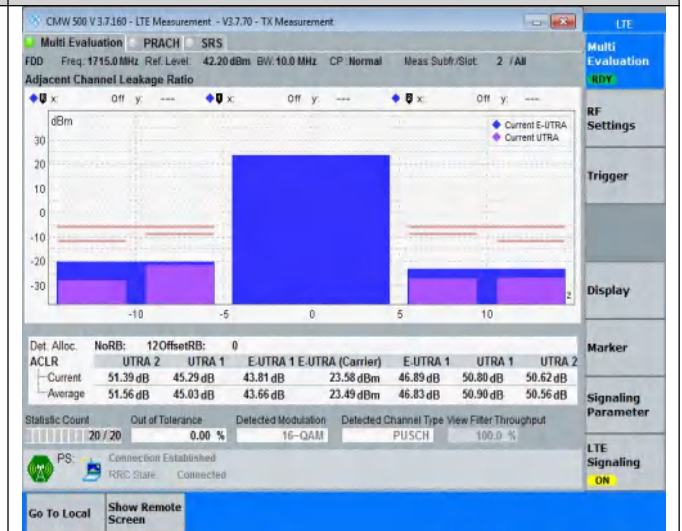 CMW 500 V 3.7.160 - LTE Measurement - V3.7.70 - TX Measurement
LTE
Multi Evaluation PRACH SRS
Multi Evaluation
RDY
FDD Freq.: 1715.0 MHz Ref. Level: 42.20 dBm BW: 10.0 MHz CP: Normal Meas Subfr./Slot: 2 / All
Adjacent Channel Leakage Ratio
x: Off y: --- x: Off y: --- x: Off y: ---
RF Settings
dBm
Current E-UTRA
Current UTRA
30
20
10
0
-10
-20
-30
Trigger
Display
2
-10 -5 0 5 10
Det. Alloc. NoRB: 12 OffsetRB: 0
Marker
ACLR UTRA 2 UTRA 1 E-UTRA 1 E-UTRA (Carrier) E-UTRA 1 UTRA 1 UTRA 2
Current 51.39 dB 45.29 dB 43.81 dB 23.58 dBm 46.89 dB 50.80 dB 50.62 dB
Average 51.56 dB 45.03 dB 43.66 dB 23.49 dBm 46.83 dB 50.90 dB 50.56 dB
Signaling Parameter
Statistic Count Out of Tolerance Detected Modulation Detected Channel Type View Filter Throughput
20 / 20 0.00 % 16-QAM PUSCH 100.0 %
PS: Connection Established
RRC State Connected
LTE Signaling
ON
Go To Local
Show Remote Screen